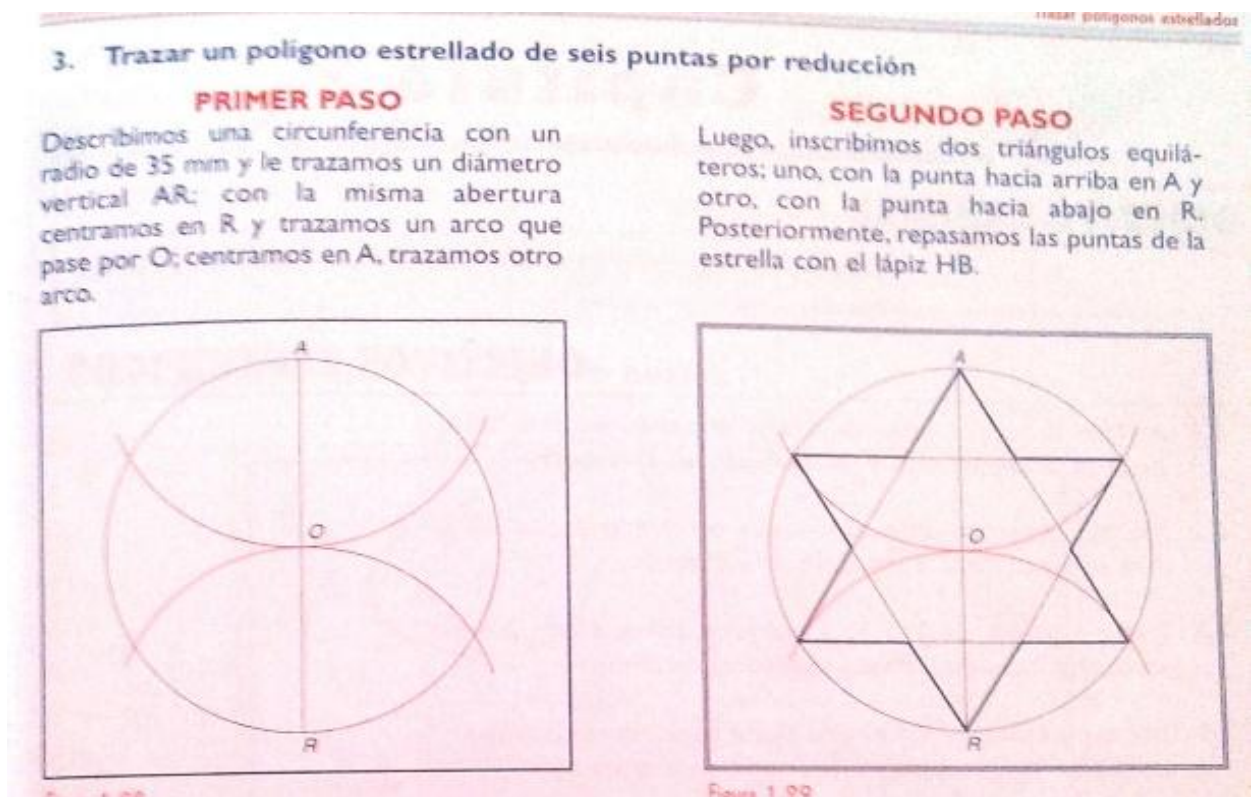 Trazar polígonos estrellados
3. Trazar un polígono estrellado de seis puntas por reducción
PRIMER PASO
Describimos una circunferencia con un
radio de 35 mm y le trazamos un diámetro
vertical AR; con la misma abertura
centramos en R y trazamos un arco que
pase por O; centramos en A, trazamos otro
arco.
A
O
R
SEGUNDO PASO
Luego, inscribimos dos triángulos equilá-
teros; uno, con la punta hacia arriba en A y
otro, con la punta hacia abajo en R.
Posteriormente, repasamos las puntas de la
estrella con el lápiz HB.
A
O
R
Figura 1.99